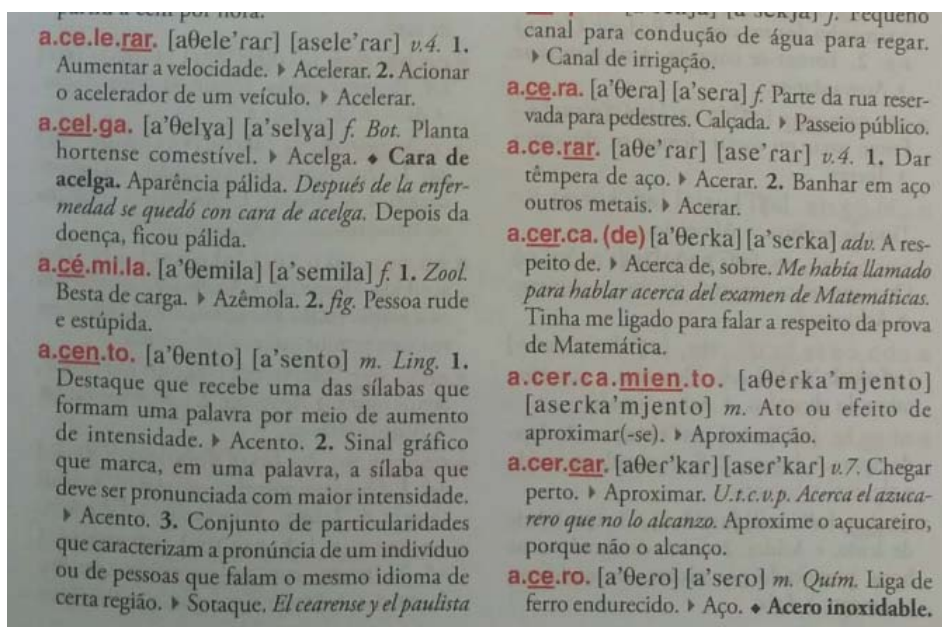 a.ce.le.rar. [aθele'rar] [asele'rar] v.4. 1.
Aumentar a velocidade. ▸ Acelerar. 2. Acionar
o acelerador de um veículo. ▸ Acelerar.
a.cel.ga. [a'θelɣa] [a'selɣa] f. Bot. Planta
hortense comestível. ▸ Acelga. ◆ Cara de
acelga. Aparência pálida. Después de la enfer-
medad se quedó con cara de acelga. Depois da
doença, ficou pálida.
a.cé.mi.la. [a'θemila] [a'semila] f. 1. Zool.
Besta de carga. ▸ Azêmola. 2. fig. Pessoa rude
e estúpida.
a.cen.to. [a'θento] [a'sento] m. Ling. 1.
Destaque que recebe uma das sílabas que
formam uma palavra por meio de aumento
de intensidade. ▸ Acento. 2. Sinal gráfico
que marca, em uma palavra, a sílaba que
deve ser pronunciada com maior intensidade.
▸ Acento. 3. Conjunto de particularidades
que caracterizam a pronúncia de um indivíduo
ou de pessoas que falam o mesmo idioma de
certa região. ▸ Sotaque. El cearense y el paulista
f. Pequeno
canal para condução de água para regar.
▸ Canal de irrigação.
a.ce.ra. [a'θera] [a'sera] f. Parte da rua reser-
vada para pedestres. Calçada. ▸ Passeio público.
a.ce.rar. [aθe'rar] [ase'rar] v.4. 1. Dar
têmpera de aço. ▸ Acerar. 2. Banhar em aço
outros metais. ▸ Acerar.
a.cer.ca. (de) [a'θerka] [a'serka] adv. A res-
peito de. ▸ Acerca de, sobre. Me había llamado
para hablar acerca del examen de Matemáticas.
Tinha me ligado para falar a respeito da prova
de Matemática.
a.cer.ca.mien.to. [aθerka'mjento]
[aserka'mjento] m. Ato ou efeito de
aproximar(-se). ▸ Aproximação.
a.cer.car. [aθer'kar] [aser'kar] v.7. Chegar
perto. ▸ Aproximar. U.t.c.v.p. Acerca el azuca-
rero que no lo alcanzo. Aproxime o açucareiro,
porque não o alcanço.
a.ce.ro. [a'θero] [a'sero] m. Quím. Liga de
ferro endurecido. ▸ Aço. ◆ Acero inoxidable.